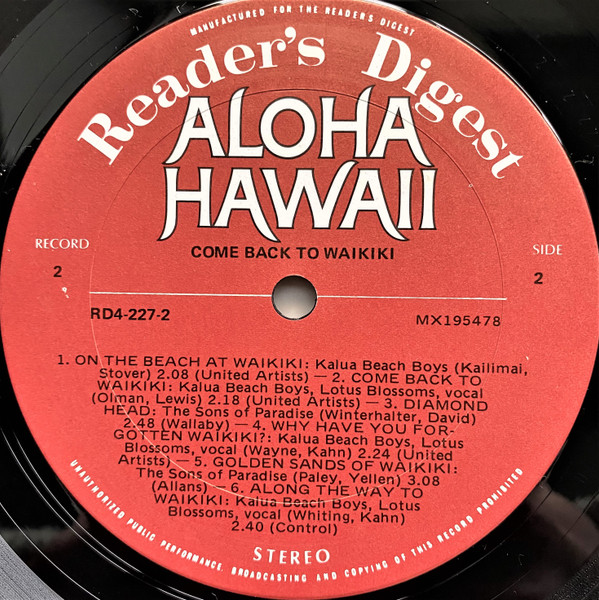 MANUFACTURED FOR THE READER'S DIGEST
Reader's Digest
ALOHA
HAWAII
COME BACK TO WAIKIKI
RECORD
2
SIDE
2
RD4-227-2
MX195478
1. ON THE BEACH AT WAIKIKI: Kalua Beach Boys (Kailimai,
Stover) 2.08 (United Artists) — 2. COME BACK TO
WAIKIKI: Kalua Beach Boys, Lotus Blossoms, vocal
(Olman, Lewis) 2.18 (United Artists) — 3. DIAMOND
HEAD: The Sons of Paradise (Winterhalter, David)
2.48 (Wallaby) — 4. WHY HAVE YOU FOR-
GOTTEN WAIKIKI?: Kalua Beach Boys, Lotus
Blossoms, vocal (Wayne, Kahn) 2.24 (United
Artists) — 5. GOLDEN SANDS OF WAIKIKI:
The Sons of Paradise (Paley, Yellen) 3.08
(Allans) — 6. ALONG THE WAY TO
WAIKIKI: Kalua Beach Boys, Lotus
Blossoms, vocal (Whiting, Kahn)
2.40 (Control)
STEREO
UNAUTHORIZED PUBLIC PERFORMANCE, BROADCASTING AND COPYING OF THIS RECORD PROHIBITED